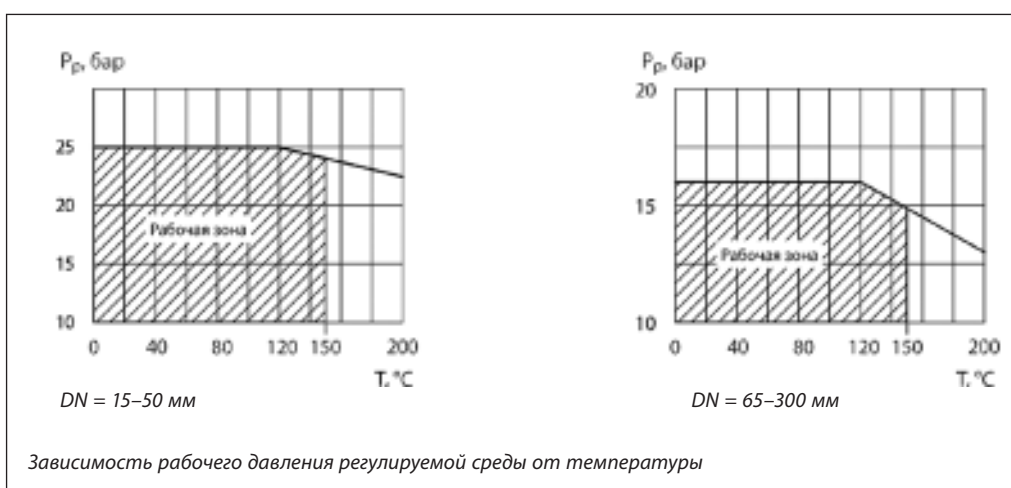 Pρ, бар
25
20
15
10
Рабочая зона
0 40 80 120 150 200
T, °C
DN = 15–50 мм
Pρ, бар
20
15
10
Рабочая зона
0 40 80 120 150 200
T, °C
DN = 65–300 мм
Зависимость рабочего давления регулируемой среды от температуры